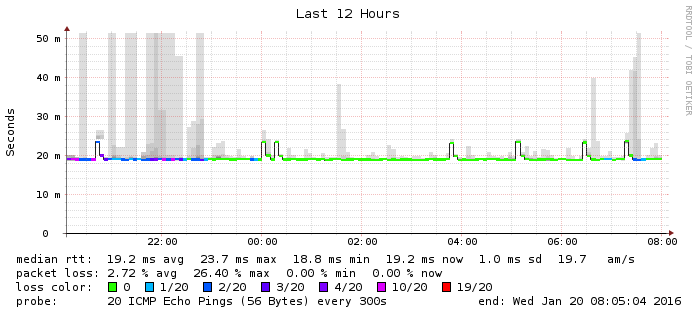 Last 12 Hours
RRDTOOL / TOBI OETIKER
Seconds
50 m
40 m
30 m
20 m
10 m
0
22:00 00:00 02:00 04:00 06:00 08:00
median rtt: 19.2 ms avg 23.7 ms max 18.8 ms min 19.2 ms now 1.0 ms sd 19.7 am/s
packet loss: 2.72 % avg 26.40 % max 0.00 % min 0.00 % now
loss color: 0 1/20 2/20 3/20 4/20 10/20 19/20
probe: 20 ICMP Echo Pings (56 Bytes) every 300s end: Wed Jan 20 08:05:04 2016